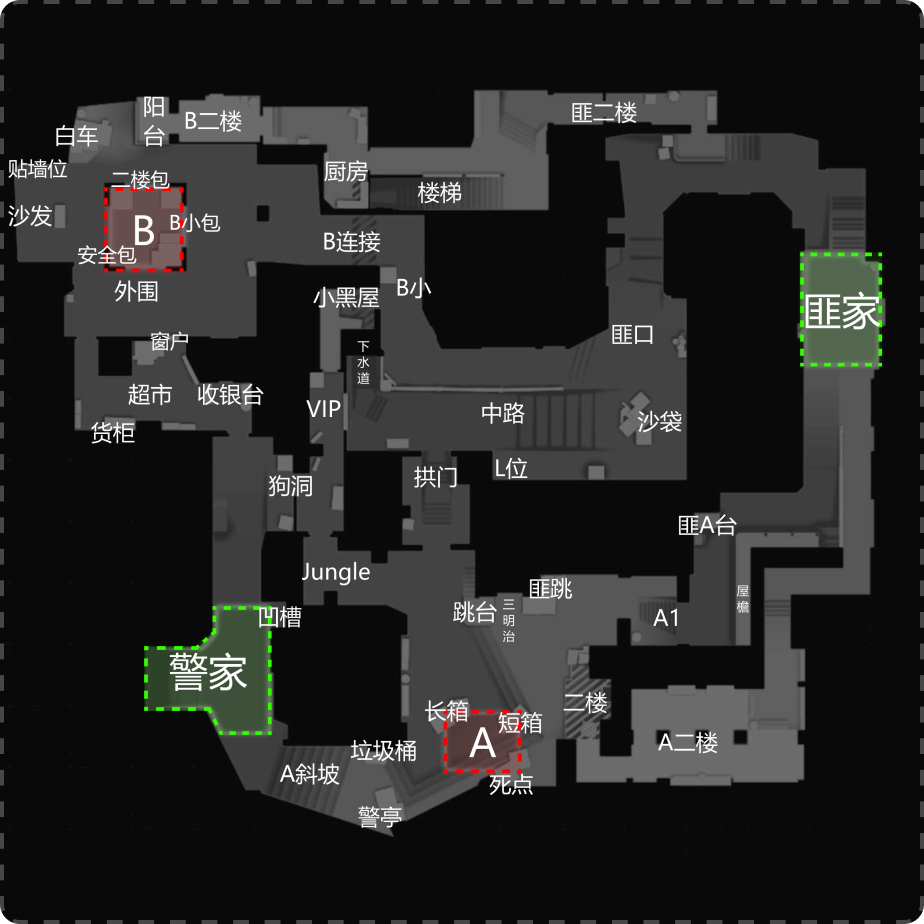 阳
台
B二楼
匪二楼
白车
贴墙位
二楼包
厨房
楼梯
沙发
B
B小包
安全包
B连接
外围
小黑屋
B小
匪家
窗户
下
水
道
匪口
超市
收银台
VIP
中路
沙袋
货柜
拱门
L位
狗洞
匪A台
Jungle
匪跳
屋
檐
凹槽
跳台
三
明
治
A1
警家
长箱
短箱
二楼
A
A二楼
垃圾桶
A斜坡
死点
警亭